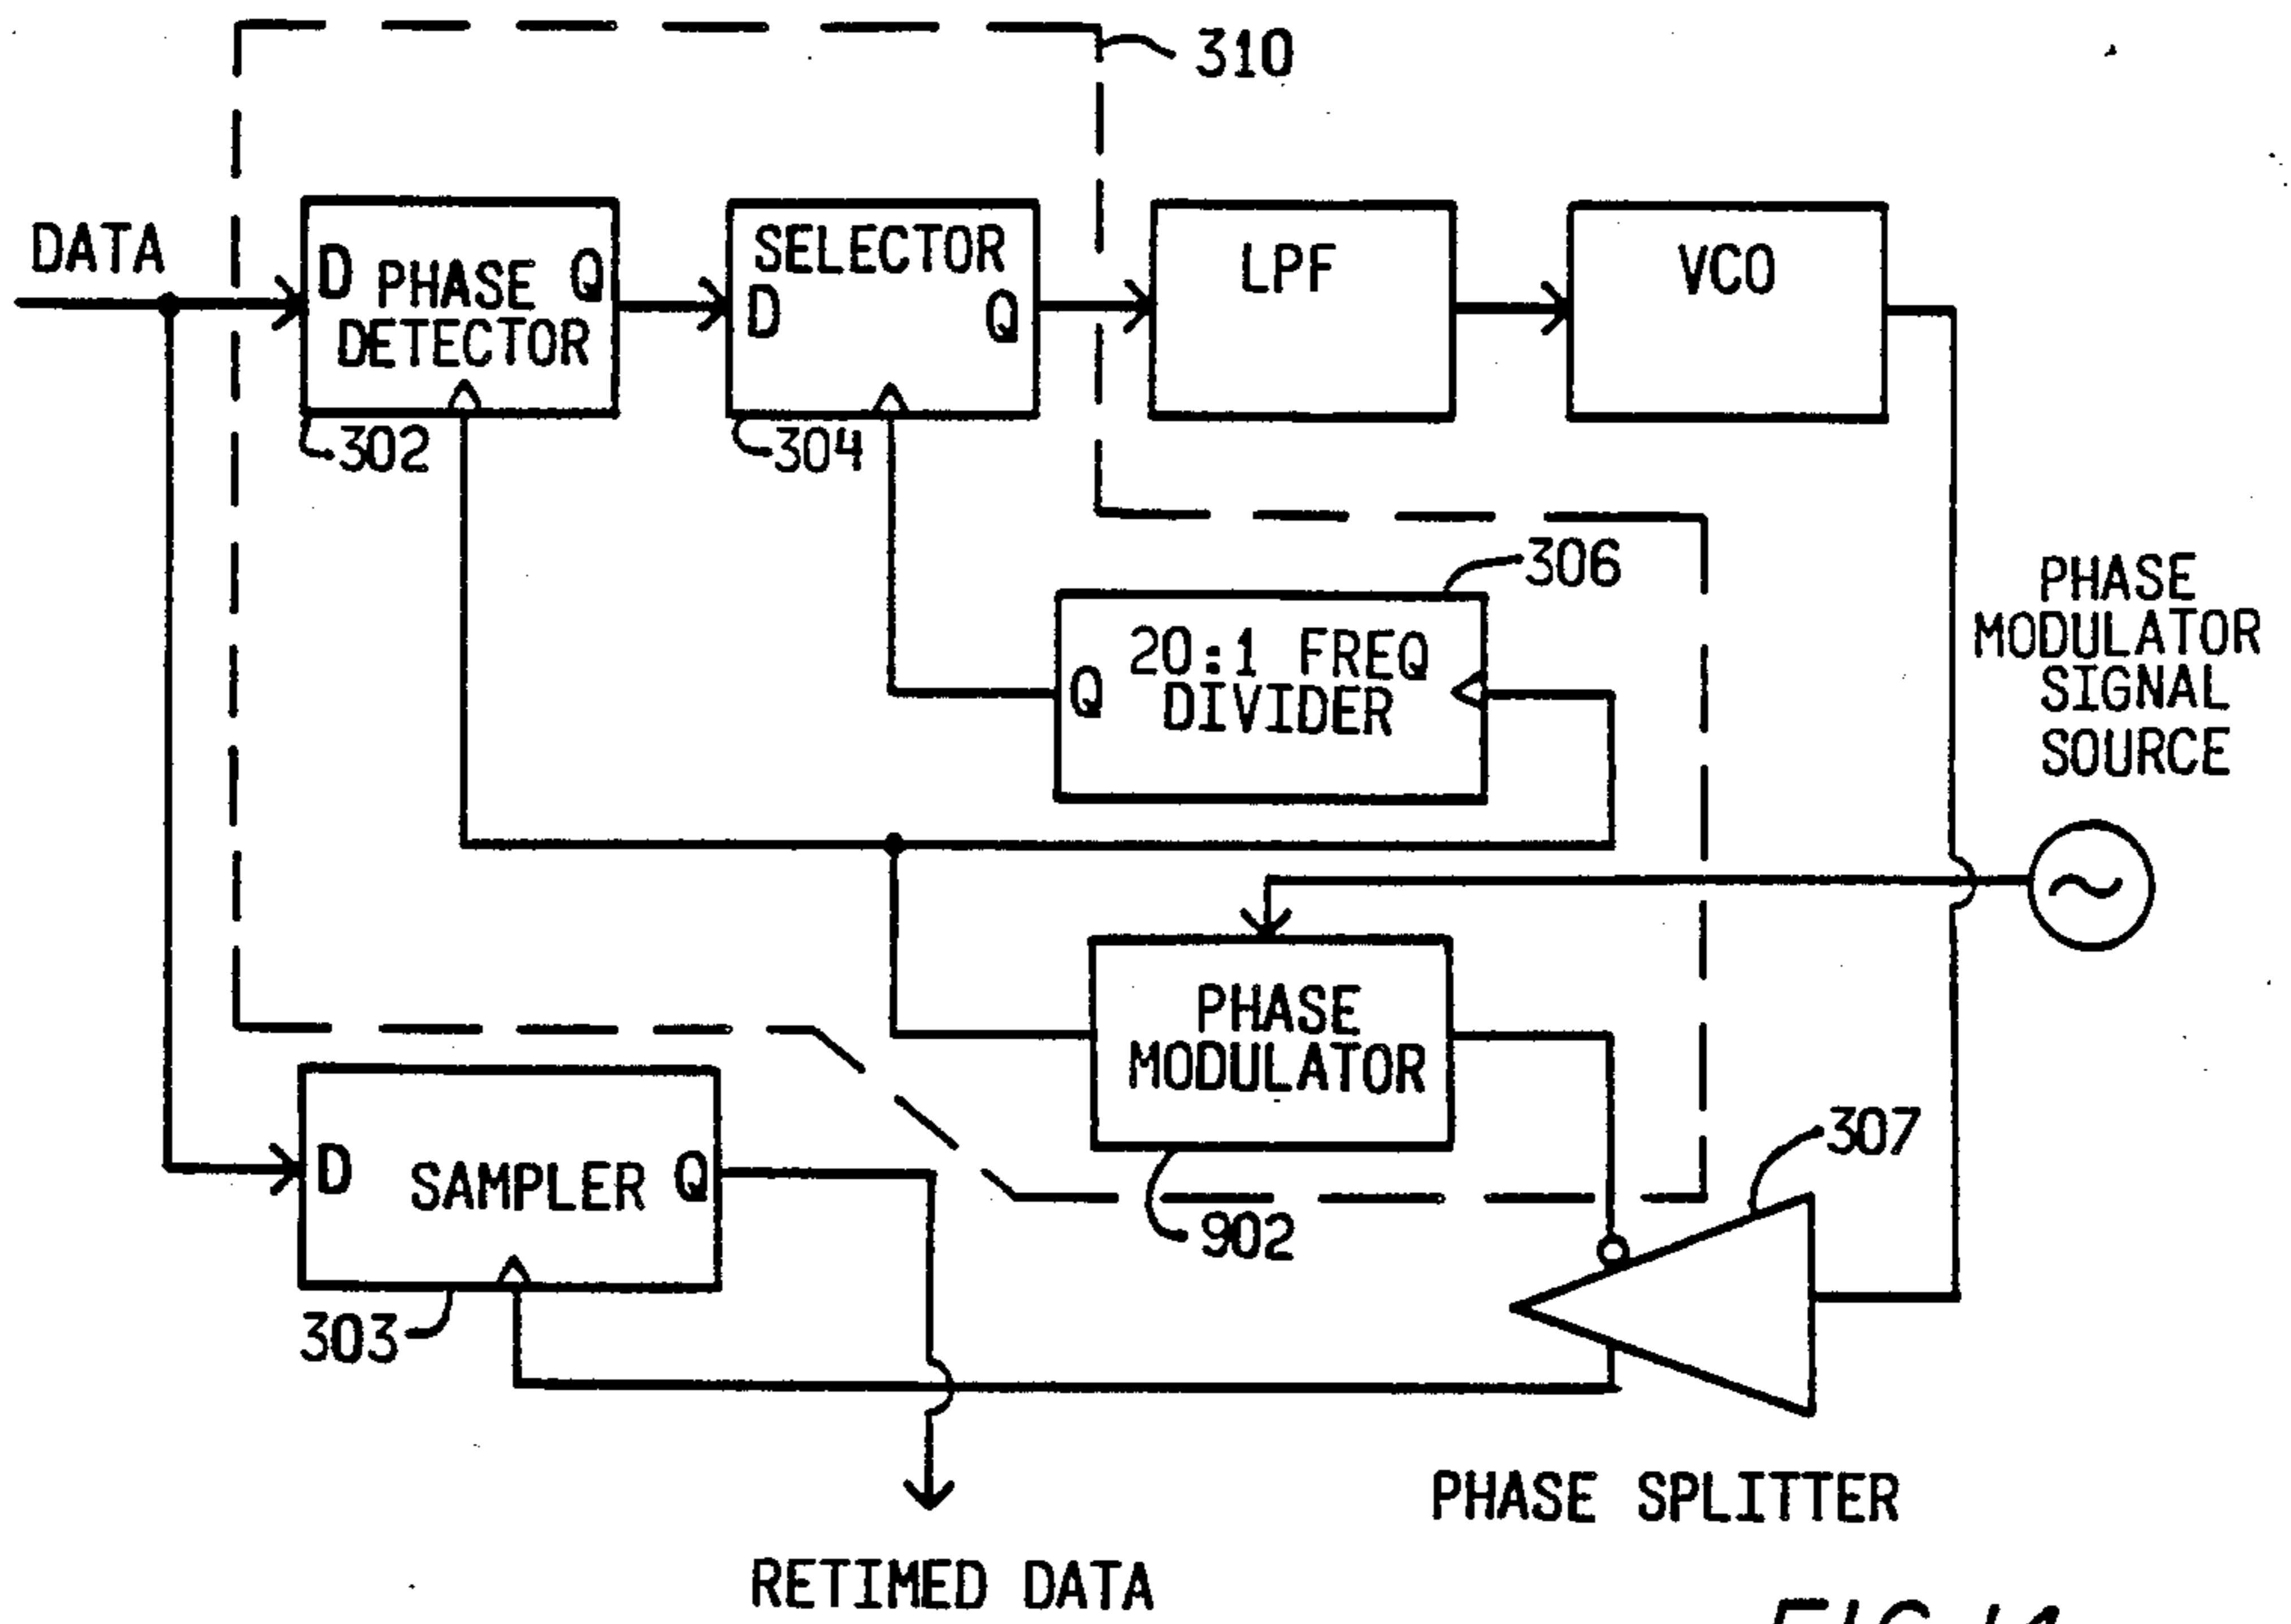 310
DATA
D PHASE Q
DETECTOR
302
SELECTOR
D Q
304
LPF
VCO
306
20:1 FREQ
Q DIVIDER
PHASE
MODULATOR
SIGNAL
SOURCE
PHASE
MODULATOR
902
307
D SAMPLER Q
303
PHASE SPLITTER
RETIMED DATA